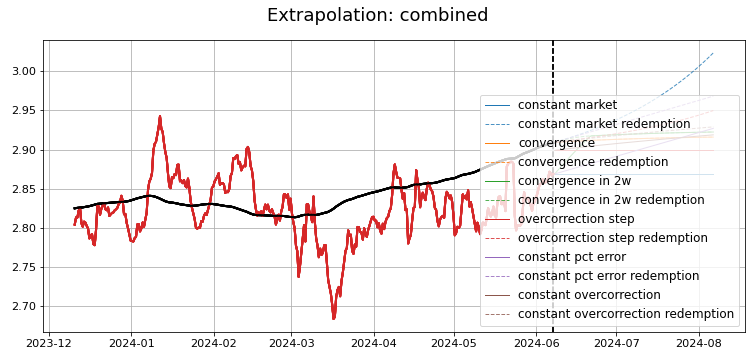 Extrapolation: combined
3.00
2.95
2.90
2.85
2.80
2.75
2.70
2023-12
2024-01
2024-02
2024-03
2024-04
2024-05
2024-06
2024-07
2024-08
constant market
constant market redemption
convergence
convergence redemption
convergence in 2w
convergence in 2w redemption
overcorrection step
overcorrection step redemption
constant pct error
constant pct error redemption
constant overcorrection
constant overcorrection redemption